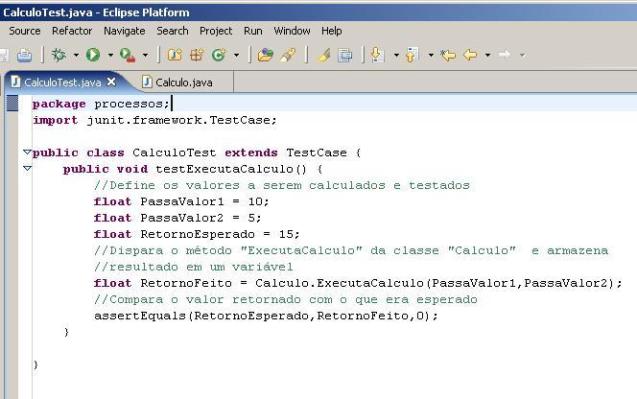 CalculoTest.java - Eclipse Platform
Source Refactor Navigate Search Project Run Window Help
CalculoTest.java Calculo.java
package processos;
import junit.framework.TestCase;
public class CalculoTest extends TestCase {
public void testExecutaCalculo() {
//Define os valores a serem calculados e testados
float PassaValor1 = 10;
float PassaValor2 = 5;
float RetornoEsperado = 15;
//Dispara o método "ExecutaCalculo" da classe "Calculo" e armazena
//resultado em um variável
float RetornoFeito = Calculo.ExecutaCalculo(PassaValor1,PassaValor2);
//Compara o valor retornado com o que era esperado
assertEquals(RetornoEsperado,RetornoFeito,0);
}
}